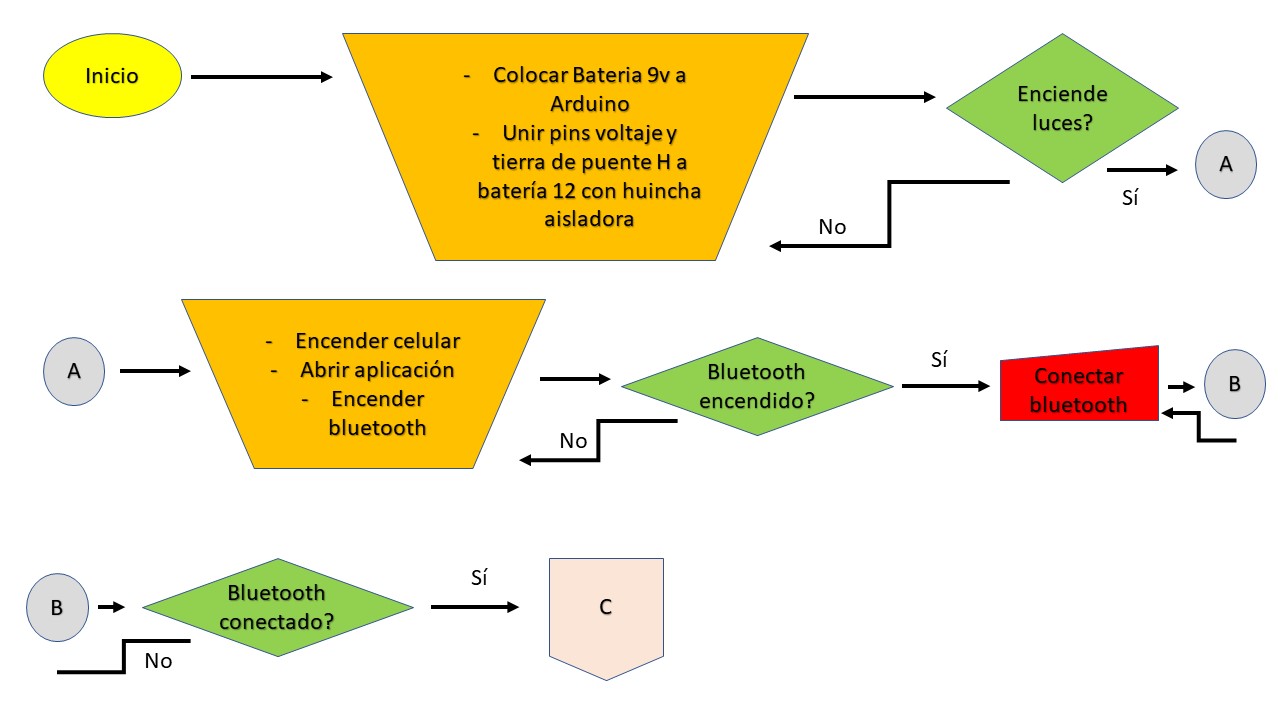 Inicio
- Colocar Bateria 9v a
Arduino
- Unir pins voltaje y
tierra de puente H a
batería 12 con huincha
aisladora
Enciende
luces?
A
Sí
No
A
- Encender celular
- Abrir aplicación
- Encender
bluetooth
Bluetooth
encendido?
Sí
No
Conectar
bluetooth
B
B
Bluetooth
conectado?
Sí
No
C